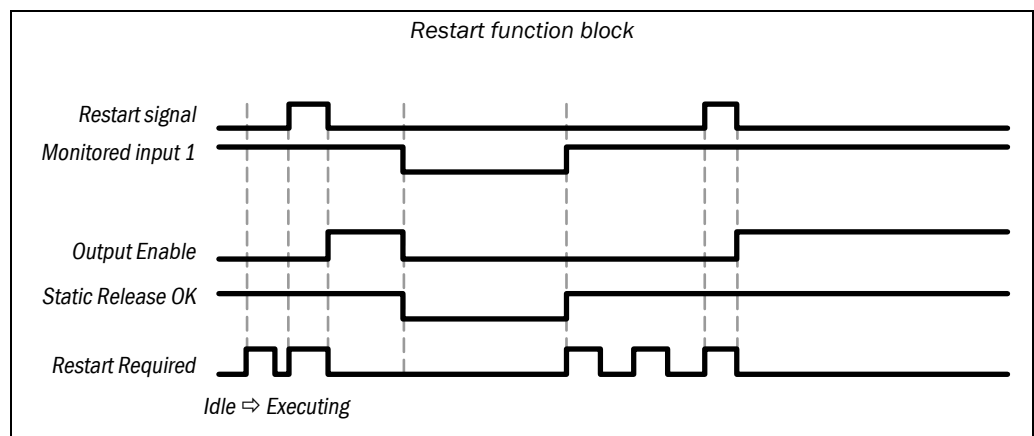 Restart function block
Restart signal
Monitored input 1
Output Enable
Static Release OK
Restart Required
Idle ⇨ Executing